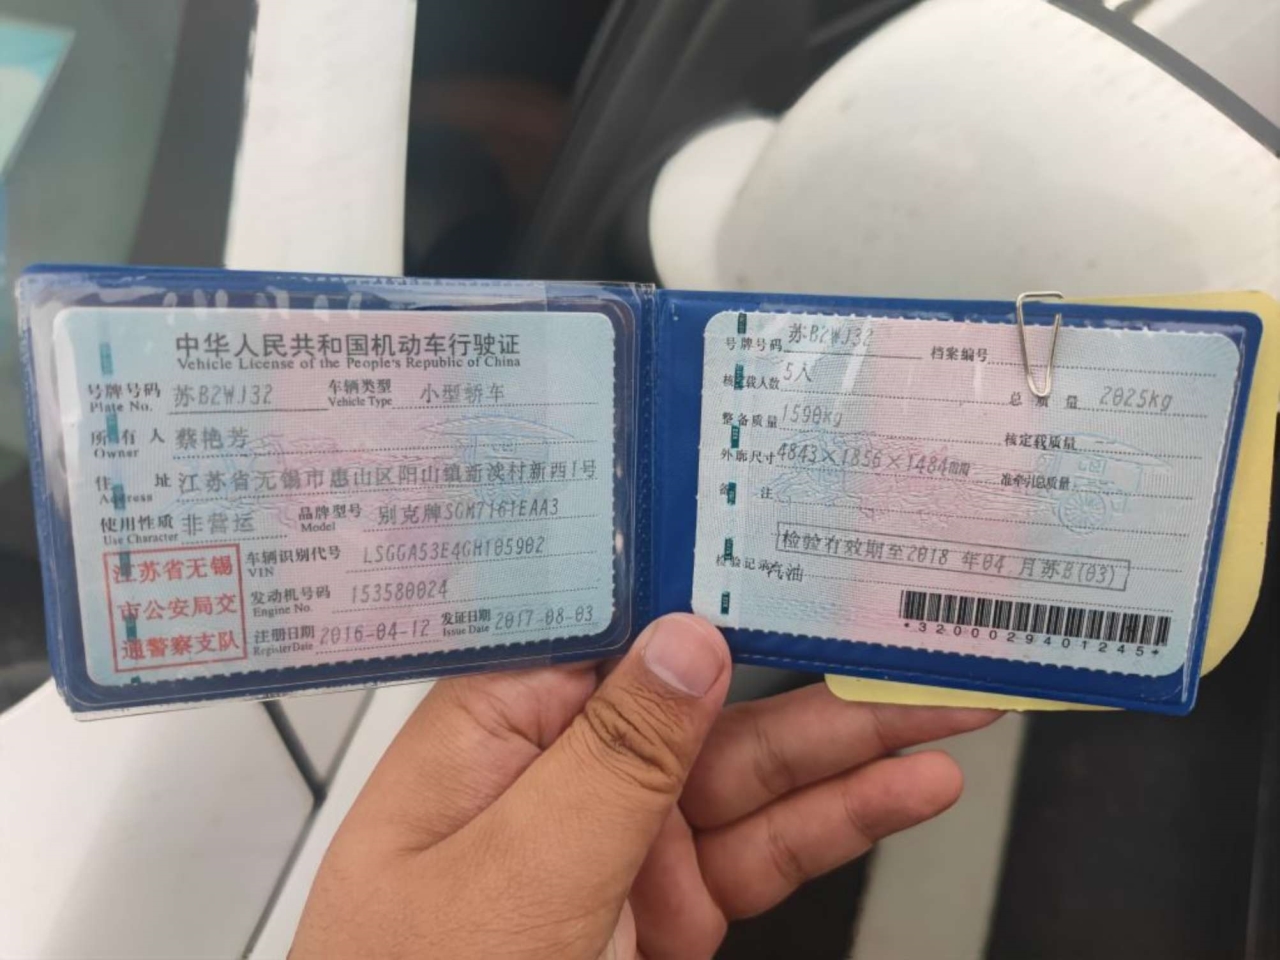 中华人民共和国机动车行驶证
Vehicle License of the People's Republic of China
号牌号码 Plate No. 苏B2WJ32 车辆类型 Vehicle Type 小型轿车
所有人 Owner 蔡艳芳
住址 Address 江苏省无锡市惠山区阳山镇新渎村新西1号
使用性质 Use Character 非营运 品牌型号 Model 别克牌SGM7161EAA3
江苏省无锡
市公安局交
通警察支队
车辆识别代号 VIN LSGGA53E4GH105902
发动机号码 Engine No. 153580024
注册日期 Register Date 2016-04-12 发证日期 Issue Date 2017-08-03
号牌号码 苏B2WJ32 档案编号
核定载人数 5人 总质量 2025kg
整备质量 1590kg 核定载质量 --
外廓尺寸 4843×1856×1484mm 准牵引总质量 --
备注
检验有效期至2018年04月苏B(03)
检验记录 汽油
*3200029401245*